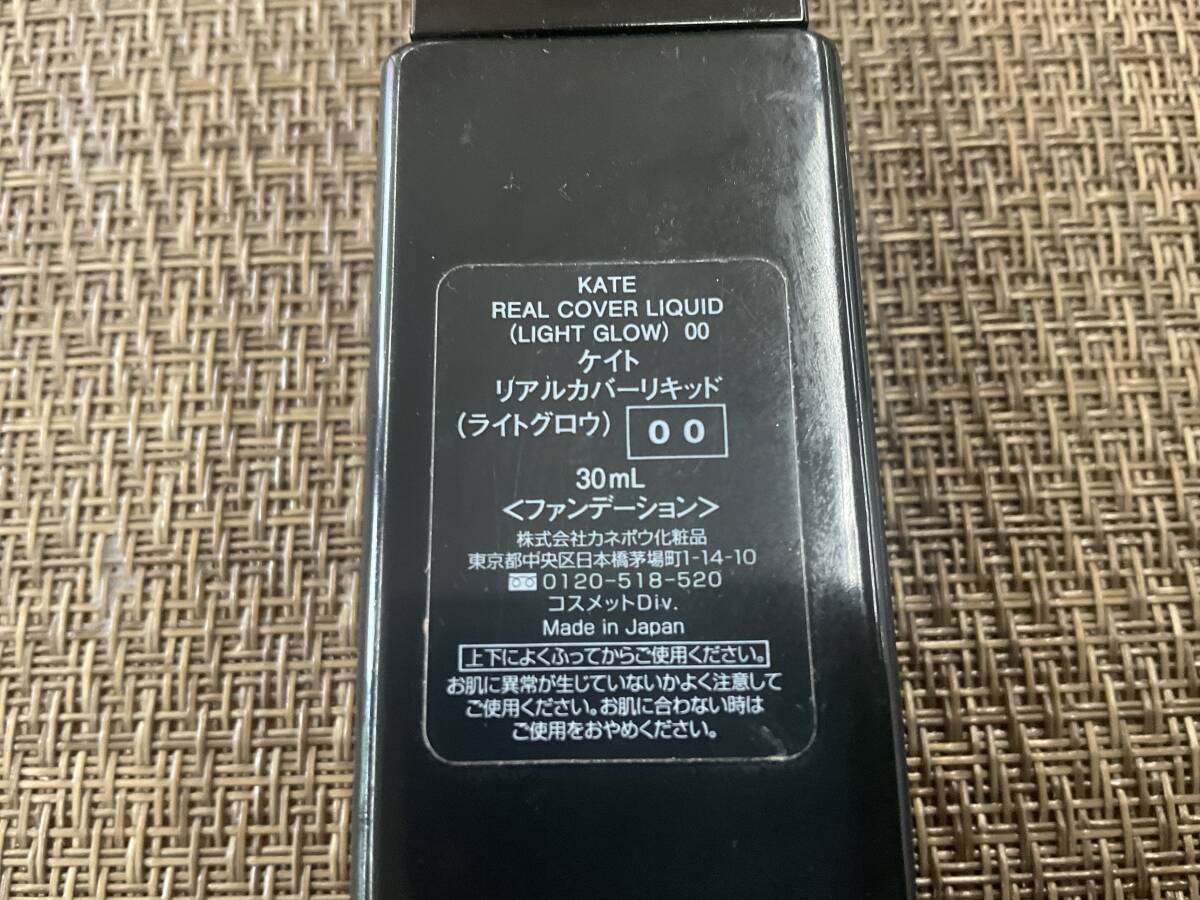 KATE
REAL COVER LIQUID
(LIGHT GLOW) 00
ケイト
リアルカバーリキッド
(ライトグロウ) 00
30mL
<ファンデーション>
株式会社カネボウ化粧品
東京都中央区日本橋茅場町1-14-10
0120-518-520
コスメットDiv.
Made in Japan
上下によくふってからご使用ください。
お肌に異常が生じていないかよく注意して
ご使用ください。お肌に合わない時は
ご使用をおやめください。